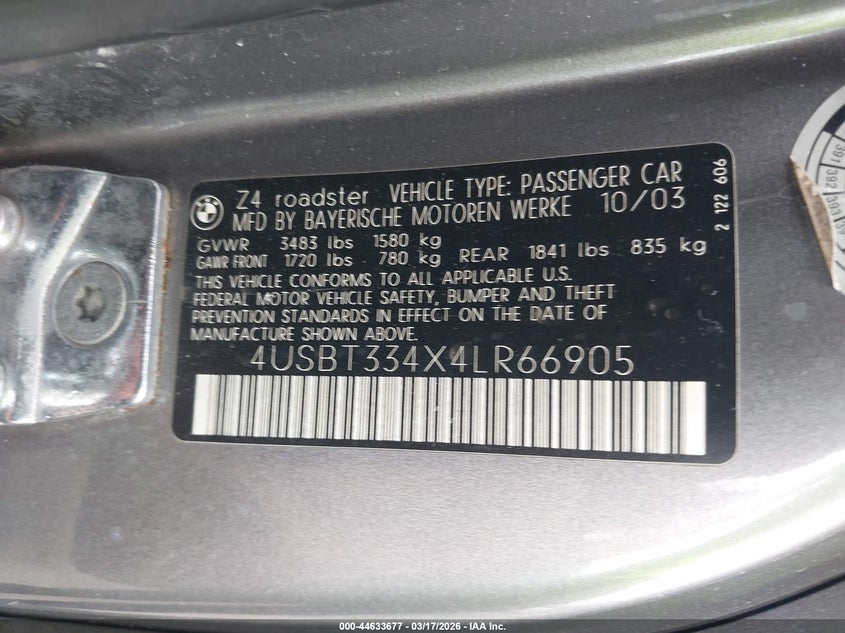 Z4 roadster VEHICLE TYPE: PASSENGER CAR
MFD BY BAYERISCHE MOTOREN WERKE 10/03
GVWR 3483 lbs 1580 kg
GAWR FRONT 1720 lbs 780 kg REAR 1841 lbs 835 kg
THIS VEHICLE CONFORMS TO ALL APPLICABLE U.S.
FEDERAL MOTOR VEHICLE SAFETY, BUMPER AND THEFT
PREVENTION STANDARDS IN EFFECT ON THE DATE OF
MANUFACTURE SHOWN ABOVE.
4USBT334X4LR66905
2 122 606
391
392
393
000-44633677 - 03/17/2026 - IAA Inc.